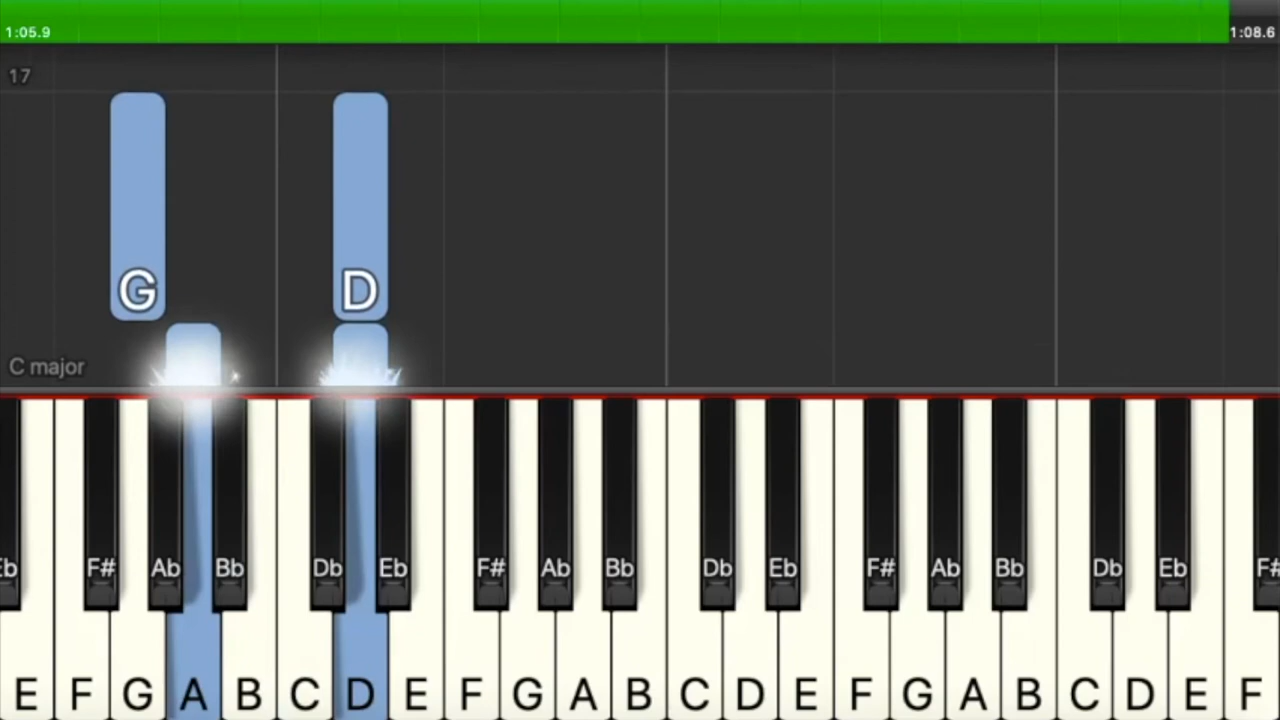 1:05.9 1:08.6
17
G D
C major
Eb F# Ab Bb Db Eb F# Ab Bb Db Eb F# Ab Bb Db Eb F#
E F G A B C D E F G A B C D E F G A B C D E F